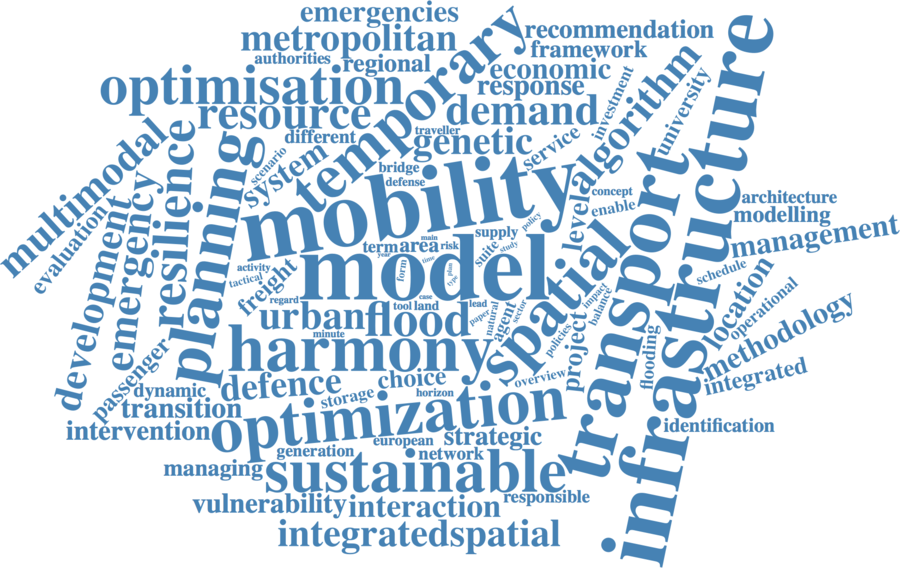 emergencies
metropolitan
authorities
regional
recommendation
framework
economic
response
optimisation
resource
temporary
demand
different
traveller
genetic
service
investment
algorithm
university
infrastructure
multimodal
evaluation
development
emergency
resilience
planning
scenario
system
bridge
defense
mobility
level
concept
enable
transport
architecture
modelling
management
policy
supply
study
suite
main
term
area
risk
year
time
form
plan
type
activity
tactical
freight
model
spatial
schedule
location
operational
regard
case
tool
land
lead
urban
flood
minute
paper
natural
agent
sector
impact
balance
policies
project
flooding
methodology
integrated
harmony
passenger
dynamic
defence
storage
choice
horizon
overview
transition
intervention
optimization
european
strategic
identification
generation
network
managing
sustainable
vulnerability
interaction
responsible
integratedspatial